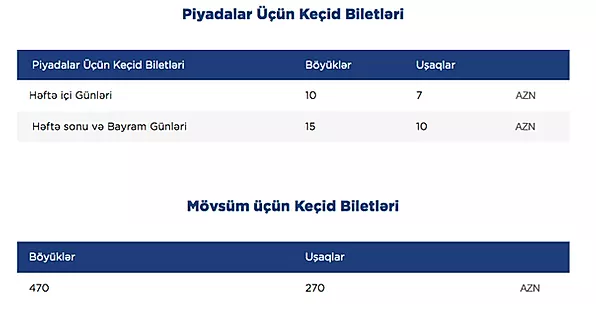 Piyadalar Üçün Keçid Biletləri
Piyadalar Üçün Keçid Biletləri Böyüklər Uşaqlar
Həftə içi Günləri 10 7 AZN
Həftə sonu və Bayram Günləri 15 10 AZN
Mövsüm üçün Keçid Biletləri
Böyüklər Uşaqlar
470 270 AZN